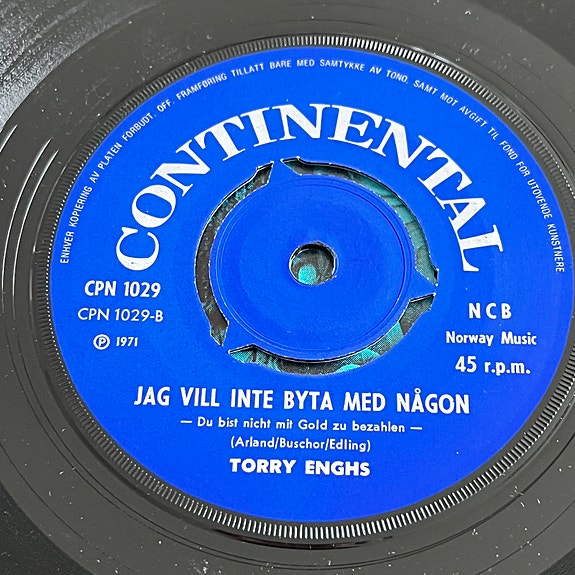 ENHVER KOPIERING AV PLATEN FORBUDT. OFF. FRAMFØRING TILLATT BARE MED SAMTYKKE AV TONO, SAMT MOT AVGIFT TIL FOND FOR UTØVENDE KUNSTNERE
CONTINENTAL
CPN 1029
CPN 1029-B
Ⓟ 1971
NCB
Norway Music
45 r.p.m.
JAG VILL INTE BYTA MED NÅGON
— Du bist nicht mit Gold zu bezahlen —
(Arland/Buschor/Edling)
TORRY ENGHS